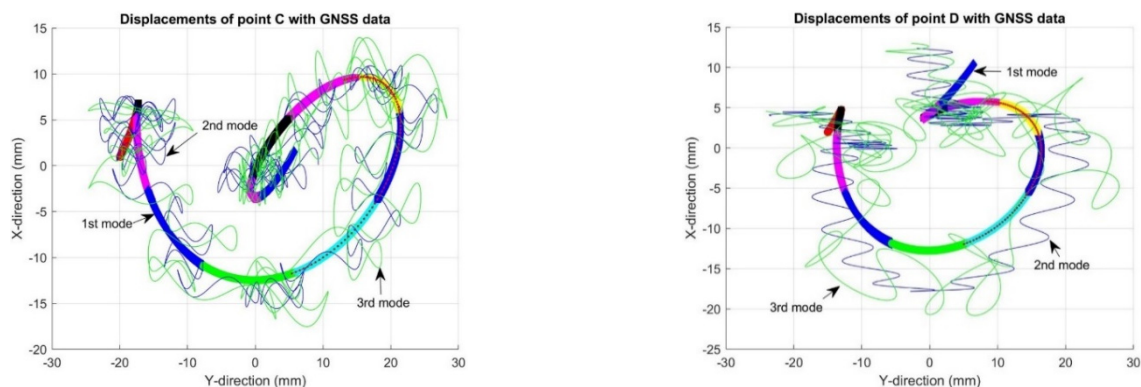 Displacements of point C with GNSS data
15
10
5
0
-5
-10
-15
-20
X-direction (mm)
2nd mode
1st mode
3rd mode
-30
-20
-10
0
10
20
30
Y-direction (mm)
Displacements of point D with GNSS data
15
10
5
0
-5
-10
-15
-20
-25
X-direction (mm)
1st mode
2nd mode
3rd mode
-30
-20
-10
0
10
20
30
Y-direction (mm)